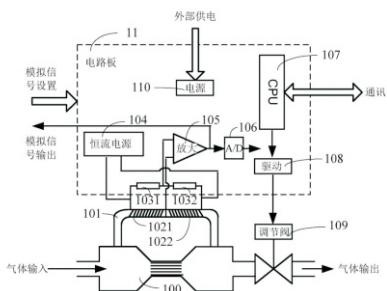 外部供电
11
电路板
107
模拟信
号设置
110
电源
CPU
通讯
模拟信
号输出
104
恒流电源
105
放大
106
A/D
驱动
108
1031
1032
101
1021
1022
109
调节阀
气体输入
100
气体输出